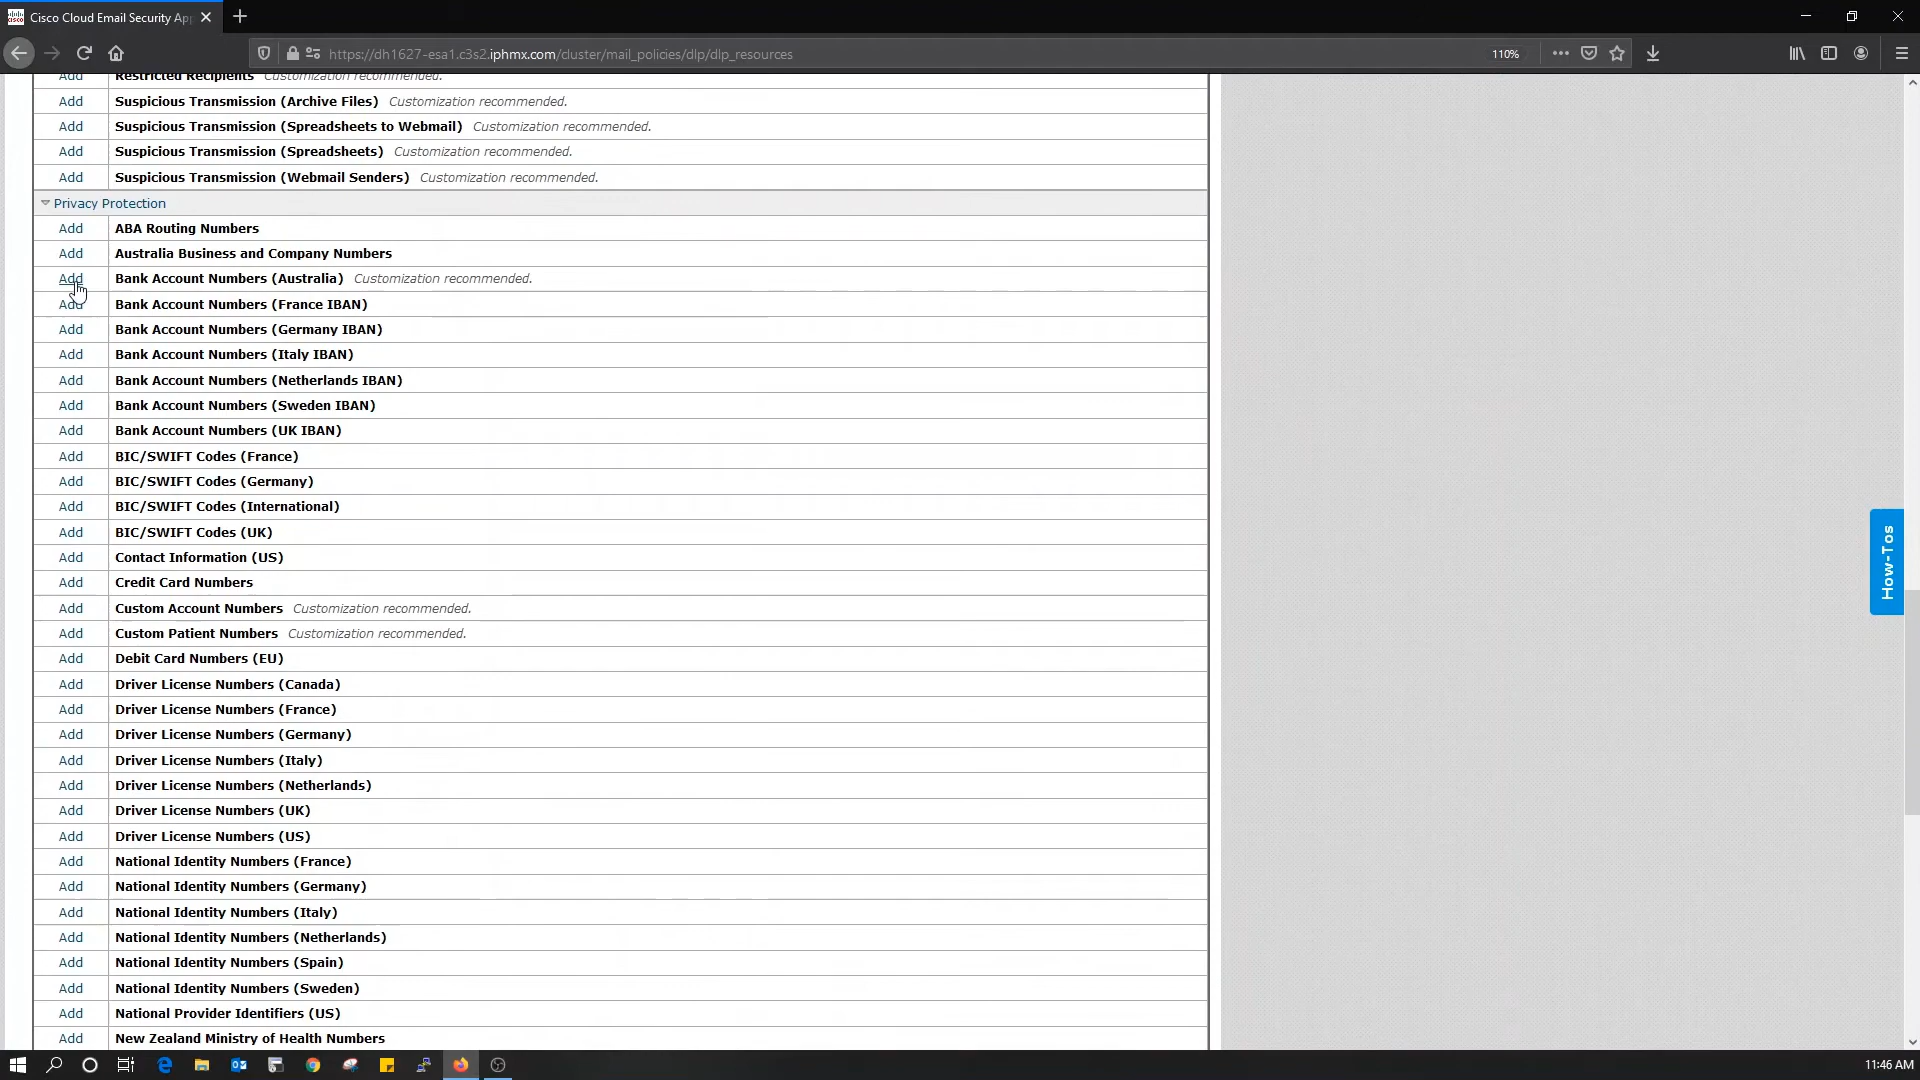 Cisco Cloud Email Security App
https://dh1627-esa1.c3s2.iphmx.com/cluster/mail_policies/dlp/dlp_resources
110%
Add Restricted Recipients Customization recommended.
Add Suspicious Transmission (Archive Files) Customization recommended.
Add Suspicious Transmission (Spreadsheets to Webmail) Customization recommended.
Add Suspicious Transmission (Spreadsheets) Customization recommended.
Add Suspicious Transmission (Webmail Senders) Customization recommended.
Privacy Protection
Add ABA Routing Numbers
Add Australia Business and Company Numbers
Add Bank Account Numbers (Australia) Customization recommended.
Add Bank Account Numbers (France IBAN)
Add Bank Account Numbers (Germany IBAN)
Add Bank Account Numbers (Italy IBAN)
Add Bank Account Numbers (Netherlands IBAN)
Add Bank Account Numbers (Sweden IBAN)
Add Bank Account Numbers (UK IBAN)
Add BIC/SWIFT Codes (France)
Add BIC/SWIFT Codes (Germany)
Add BIC/SWIFT Codes (International)
Add BIC/SWIFT Codes (UK)
Add Contact Information (US)
Add Credit Card Numbers
Add Custom Account Numbers Customization recommended.
Add Custom Patient Numbers Customization recommended.
Add Debit Card Numbers (EU)
Add Driver License Numbers (Canada)
Add Driver License Numbers (France)
Add Driver License Numbers (Germany)
Add Driver License Numbers (Italy)
Add Driver License Numbers (Netherlands)
Add Driver License Numbers (UK)
Add Driver License Numbers (US)
Add National Identity Numbers (France)
Add National Identity Numbers (Germany)
Add National Identity Numbers (Italy)
Add National Identity Numbers (Netherlands)
Add National Identity Numbers (Spain)
Add National Identity Numbers (Sweden)
Add National Provider Identifiers (US)
Add New Zealand Ministry of Health Numbers
How-Tos
11:46 AM